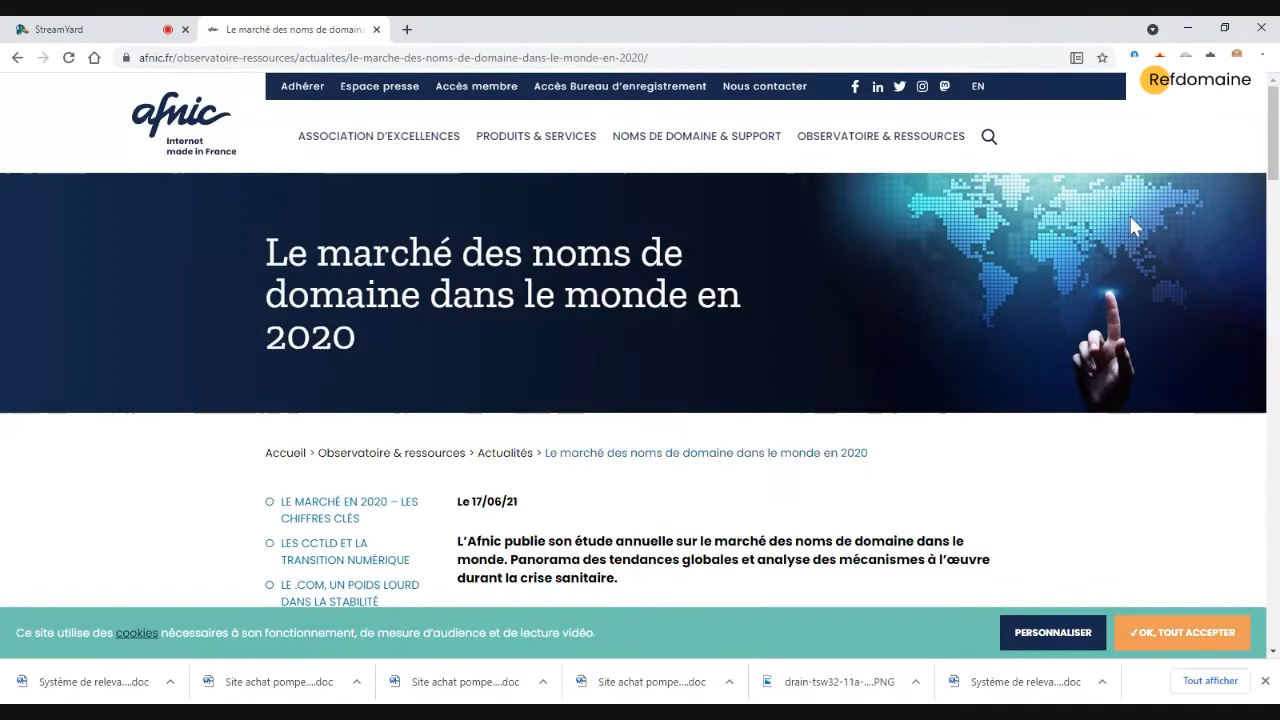 StreamYard
Le marché des noms de domaine
afnic.fr/observatoire-ressources/actualites/le-marche-des-noms-de-domaine-dans-le-monde-en-2020/
Refdomaine
Adhérer Espace presse Accès membre Accès Bureau d'enregistrement Nous contacter EN
afnic
Internet
made in France
ASSOCIATION D'EXCELLENCES PRODUITS & SERVICES NOMS DE DOMAINE & SUPPORT OBSERVATOIRE & RESSOURCES
Le marché des noms de
domaine dans le monde en
2020
Accueil > Observatoire & ressources > Actualités > Le marché des noms de domaine dans le monde en 2020
LE MARCHÉ EN 2020 – LES
CHIFFRES CLÉS
LES CCTLD ET LA
TRANSITION NUMÉRIQUE
LE .COM, UN POIDS LOURD
DANS LA STABILITÉ
Le 17/06/21
L'Afnic publie son étude annuelle sur le marché des noms de domaine dans le
monde. Panorama des tendances globales et analyse des mécanismes à l'œuvre
durant la crise sanitaire.
Ce site utilise des cookies nécessaires à son fonctionnement, de mesure d'audience et de lecture vidéo.
PERSONNALISER
✓ OK, TOUT ACCEPTER
Système de releva....doc
Site achat pompe....doc
Site achat pompe....doc
Site achat pompe....doc
drain-tsw32-11a-....PNG
Système de releva....doc
Tout afficher